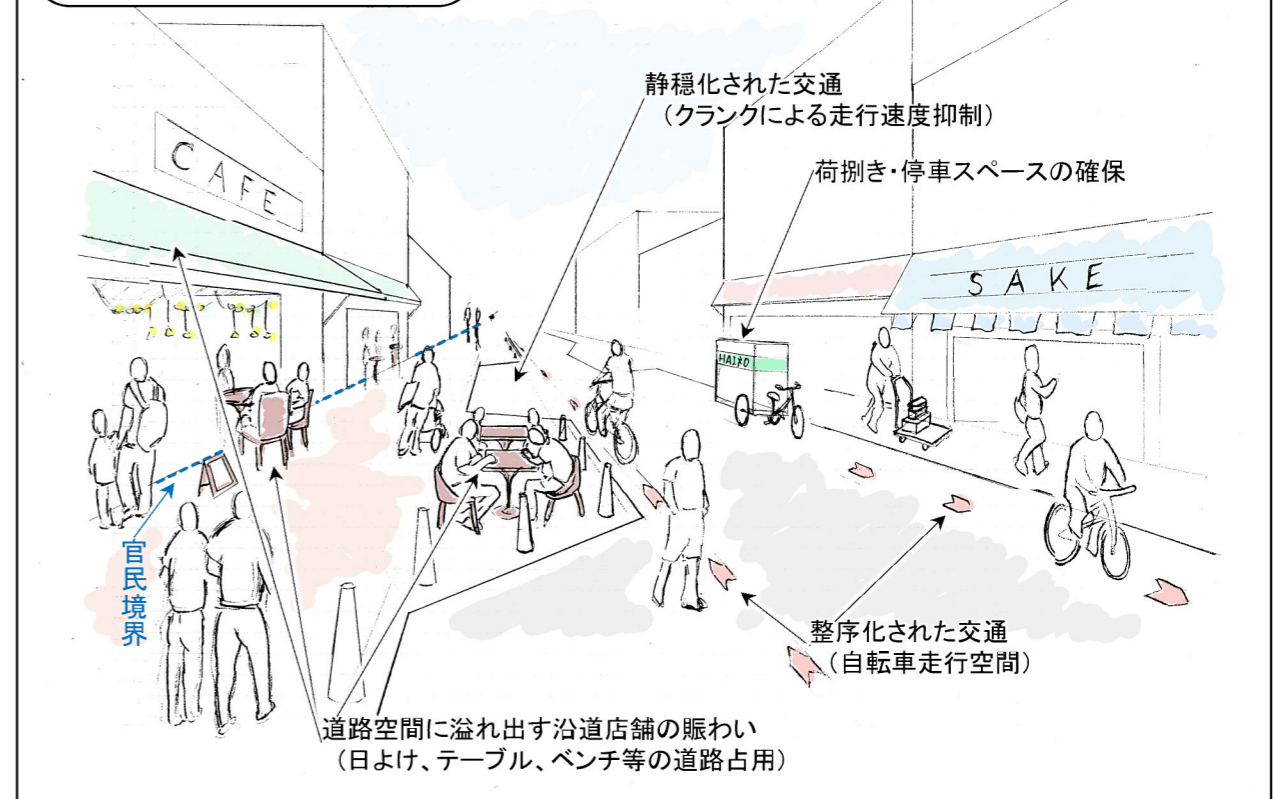 静穏化された交通
（クランクによる走行速度抑制）
荷捌き・停車スペースの確保
CAFE
SAKE
HAISO
官民境界
整序化された交通
（自転車走行空間）
道路空間に溢れ出す沿道店舗の賑わい
（日よけ、テーブル、ベンチ等の道路占用）